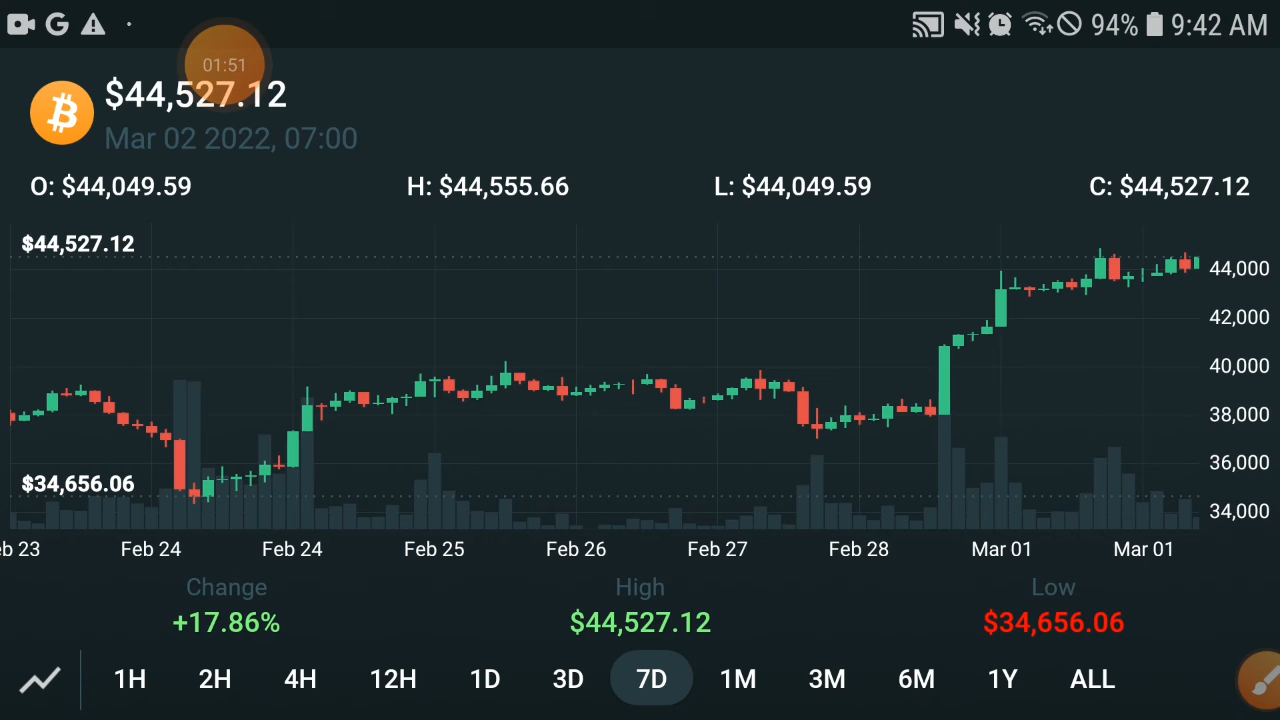 94% 9:42 AM
01:51
$44,527.12
Mar 02 2022, 07:00
O: $44,049.59 H: $44,555.66 L: $44,049.59 C: $44,527.12
$44,527.12
44,000
42,000
40,000
38,000
36,000
$34,656.06
34,000
eb 23 Feb 24 Feb 24 Feb 25 Feb 26 Feb 27 Feb 28 Mar 01 Mar 01
Change High Low
+17.86% $44,527.12 $34,656.06
1H 2H 4H 12H 1D 3D 7D 1M 3M 6M 1Y ALL